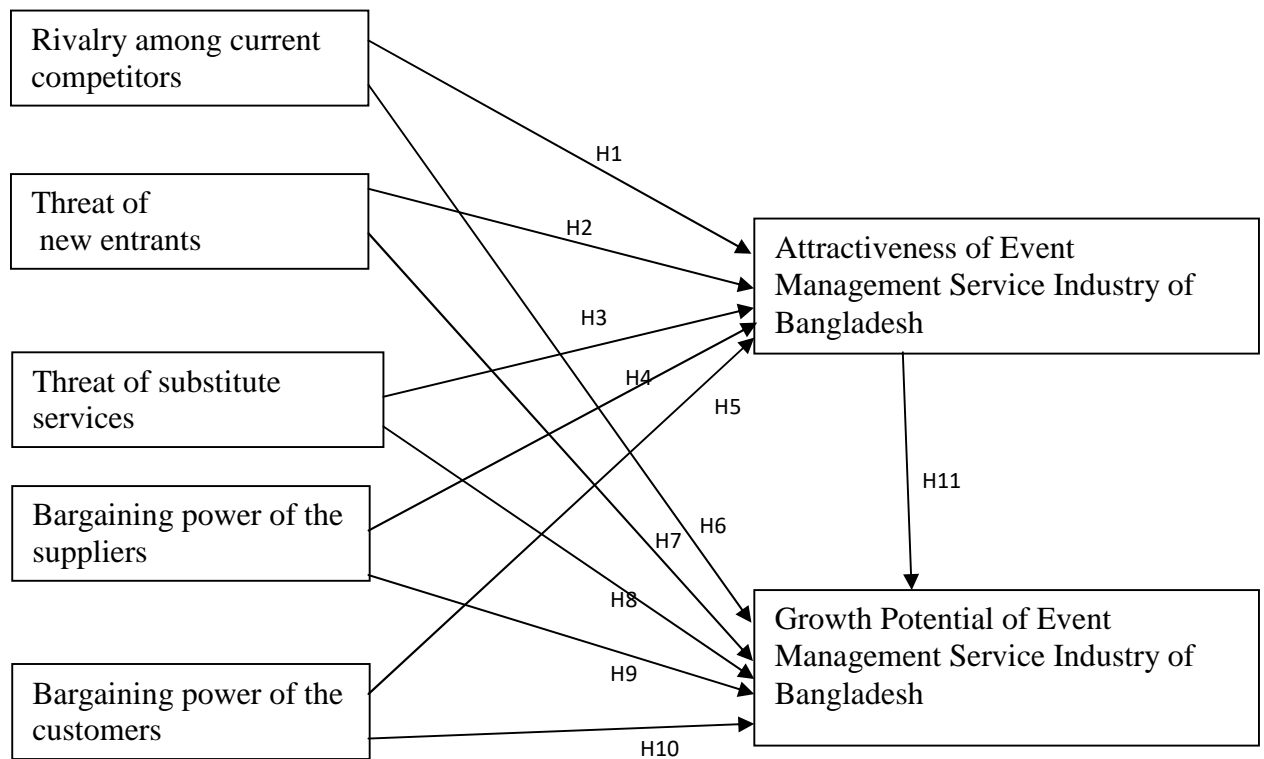 Rivalry among current
competitors
H1
Threat of
new entrants
H2
Attractiveness of Event
Management Service Industry of
Bangladesh
H3
Threat of substitute
services
H4
H5
H11
Bargaining power of the
suppliers
H6
H7
H8
Growth Potential of Event
Management Service Industry of
Bangladesh
H9
Bargaining power of the
customers
H10